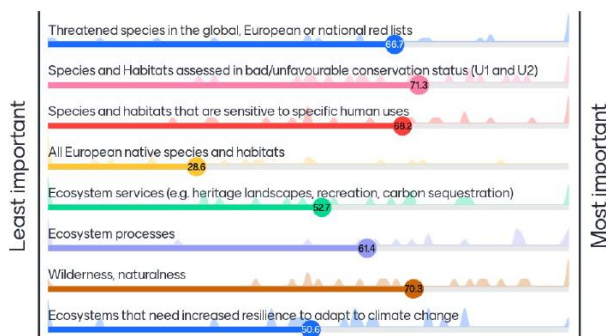 Threatened species in the global, European or national red lists
66.7
Species and Habitats assessed in bad/unfavourable conservation status (U1 and U2)
71.3
Species and habitats that are sensitive to specific human uses
68.2
All European native species and habitats
28.6
Ecosystem services (e.g. heritage landscapes, recreation, carbon sequestration)
52.7
Ecosystem processes
61.4
Wilderness, naturalness
70.3
Ecosystems that need increased resilience to adapt to climate change
50.6
Least important
Most important